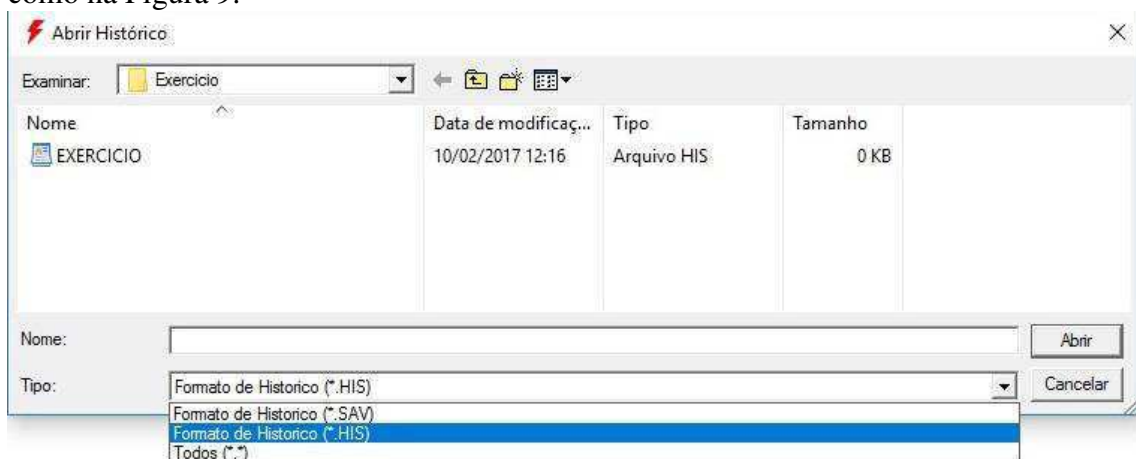 como na Figura 9.
Abrir Histórico
Examinar: Exercicio
Nome Data de modificaç... Tipo Tamanho
EXERCICIO 10/02/2017 12:16 Arquivo HIS 0 KB
Nome: Abrir
Tipo: Formato de Historico (*.HIS) Cancelar
Formato de Historico (*.SAV)
Formato de Historico (*.HIS)
Todos (*.*)